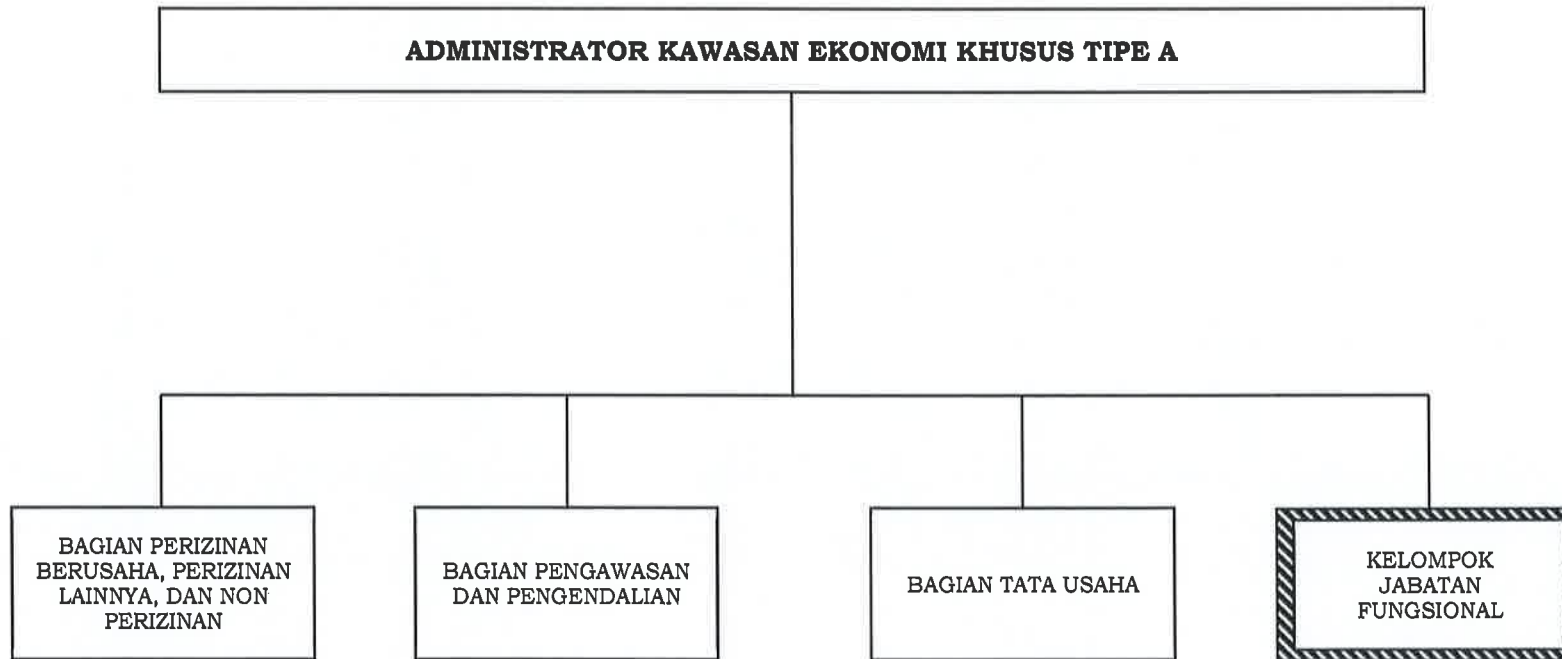 ADMINISTRATOR KAWASAN EKONOMI KHUSUS TIPE A
BAGIAN PERIZINAN
BERUSAHA, PERIZINAN
LAINNYA, DAN NON
PERIZINAN
BAGIAN PENGAWASAN
DAN PENGENDALIAN
BAGIAN TATA USAHA
KELOMPOK
JABATAN
FUNGSIONAL